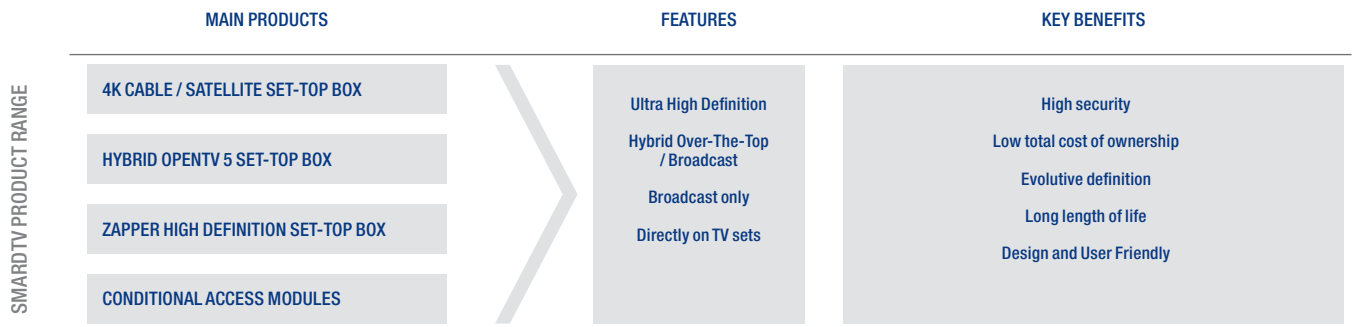 MAIN PRODUCTS
FEATURES
KEY BENEFITS
SMARDTV PRODUCT RANGE
4K CABLE / SATELLITE SET-TOP BOX
HYBRID OPENTV 5 SET-TOP BOX
ZAPPER HIGH DEFINITION SET-TOP BOX
CONDITIONAL ACCESS MODULES
Ultra High Definition
Hybrid Over-The-Top
/ Broadcast
Broadcast only
Directly on TV sets
High security
Low total cost of ownership
Evolutive definition
Long length of life
Design and User Friendly